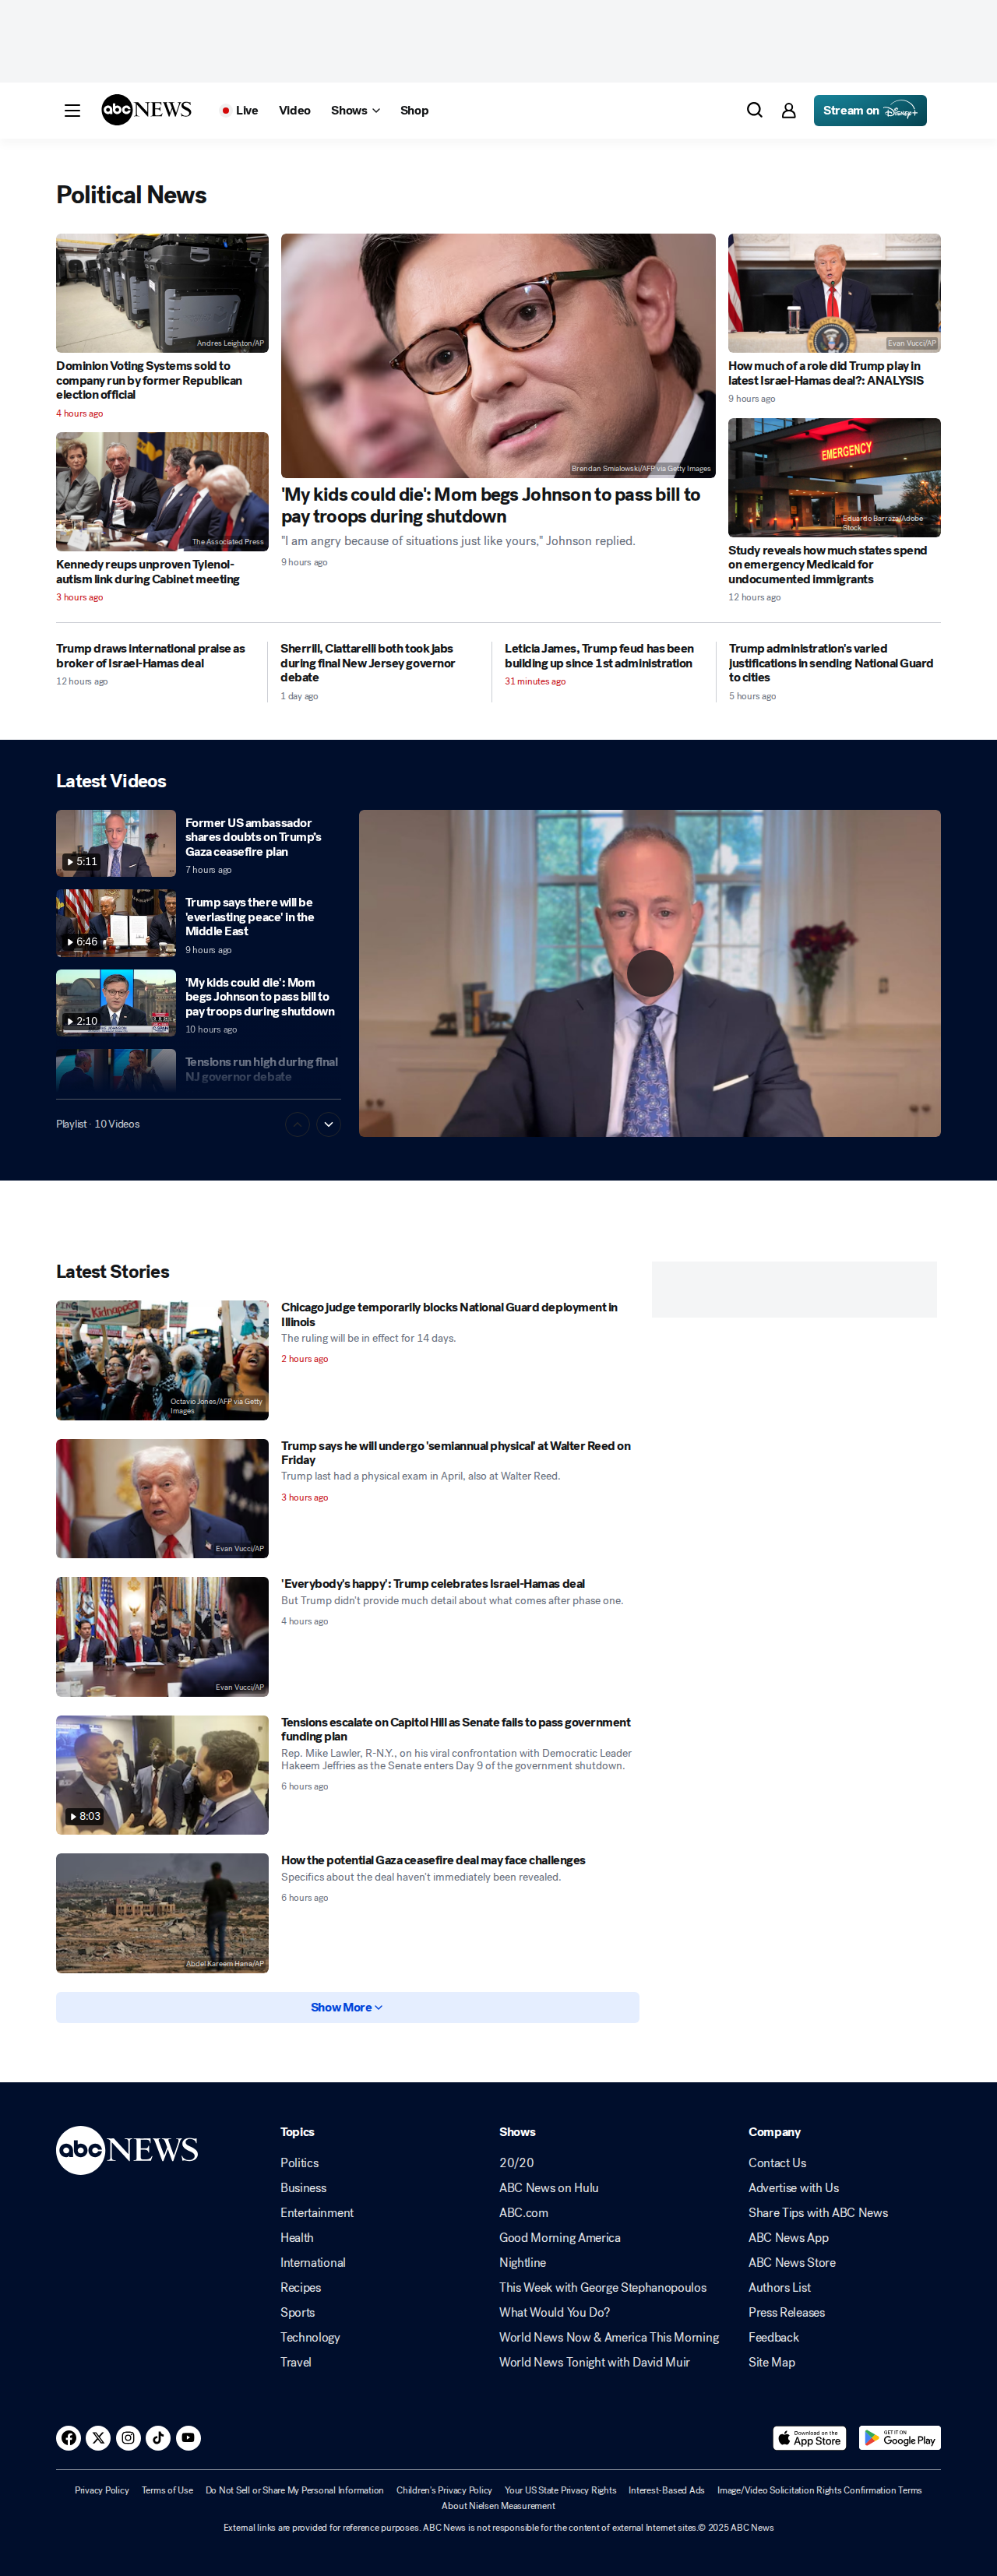 abc NEWS
Live
Video
Shows
Shop
Stream on Disney+
Political News
Andres Leighton/AP
Dominion Voting Systems sold to
company run by former Republican
election official
4 hours ago
The Associated Press
Kennedy reups unproven Tylenol-
autism link during Cabinet meeting
3 hours ago
Brendan Smialowski/AFP via Getty Images
'My kids could die': Mom begs Johnson to pass bill to
pay troops during shutdown
"I am angry because of situations just like yours," Johnson replied.
9 hours ago
Evan Vucci/AP
How much of a role did Trump play in
latest Israel-Hamas deal?: ANALYSIS
9 hours ago
EMERGENCY
Eduardo Barraza/Adobe
Stock
Study reveals how much states spend
on emergency Medicaid for
undocumented immigrants
12 hours ago
Trump draws international praise as
broker of Israel-Hamas deal
12 hours ago
Sherrill, Ciattarelli both took jabs
during final New Jersey governor
debate
1 day ago
Leticia James, Trump feud has been
building up since 1st administration
31 minutes ago
Trump administration's varied
justifications in sending National Guard
to cities
5 hours ago
Latest Videos
5:11
Former US ambassador
shares doubts on Trump's
Gaza ceasefire plan
7 hours ago
6:46
Trump says there will be
'everlasting peace' in the
Middle East
9 hours ago
2:10
'My kids could die': Mom
begs Johnson to pass bill to
pay troops during shutdown
10 hours ago
Tensions run high during final
NJ governor debate
Playlist · 10 Videos
Latest Stories
Kidnapped
Octavio Jones/AFP via Getty
Images
Chicago judge temporarily blocks National Guard deployment in
Illinois
The ruling will be in effect for 14 days.
2 hours ago
Evan Vucci/AP
Trump says he will undergo 'semiannual physical' at Walter Reed on
Friday
Trump last had a physical exam in April, also at Walter Reed.
3 hours ago
Evan Vucci/AP
'Everybody's happy': Trump celebrates Israel-Hamas deal
But Trump didn't provide much detail about what comes after phase one.
4 hours ago
8:03
Tensions escalate on Capitol Hill as Senate fails to pass government
funding plan
Rep. Mike Lawler, R-N.Y., on his viral confrontation with Democratic Leader
Hakeem Jeffries as the Senate enters Day 9 of the government shutdown.
6 hours ago
Abdel Kareem Hana/AP
How the potential Gaza ceasefire deal may face challenges
Specifics about the deal haven't immediately been revealed.
6 hours ago
Show More
abc NEWS
Topics
Politics
Business
Entertainment
Health
International
Recipes
Sports
Technology
Travel
Shows
20/20
ABC News on Hulu
ABC.com
Good Morning America
Nightline
This Week with George Stephanopoulos
What Would You Do?
World News Now & America This Morning
World News Tonight with David Muir
Company
Contact Us
Advertise with Us
Share Tips with ABC News
ABC News App
ABC News Store
Authors List
Press Releases
Feedback
Site Map
Download on the
App Store
GET IT ON
Google Play
Privacy Policy
Terms of Use
Do Not Sell or Share My Personal Information
Children's Privacy Policy
Your US State Privacy Rights
Interest-Based Ads
Image/Video Solicitation Rights Confirmation Terms
About Nielsen Measurement
External links are provided for reference purposes. ABC News is not responsible for the content of external Internet sites.© 2025 ABC News